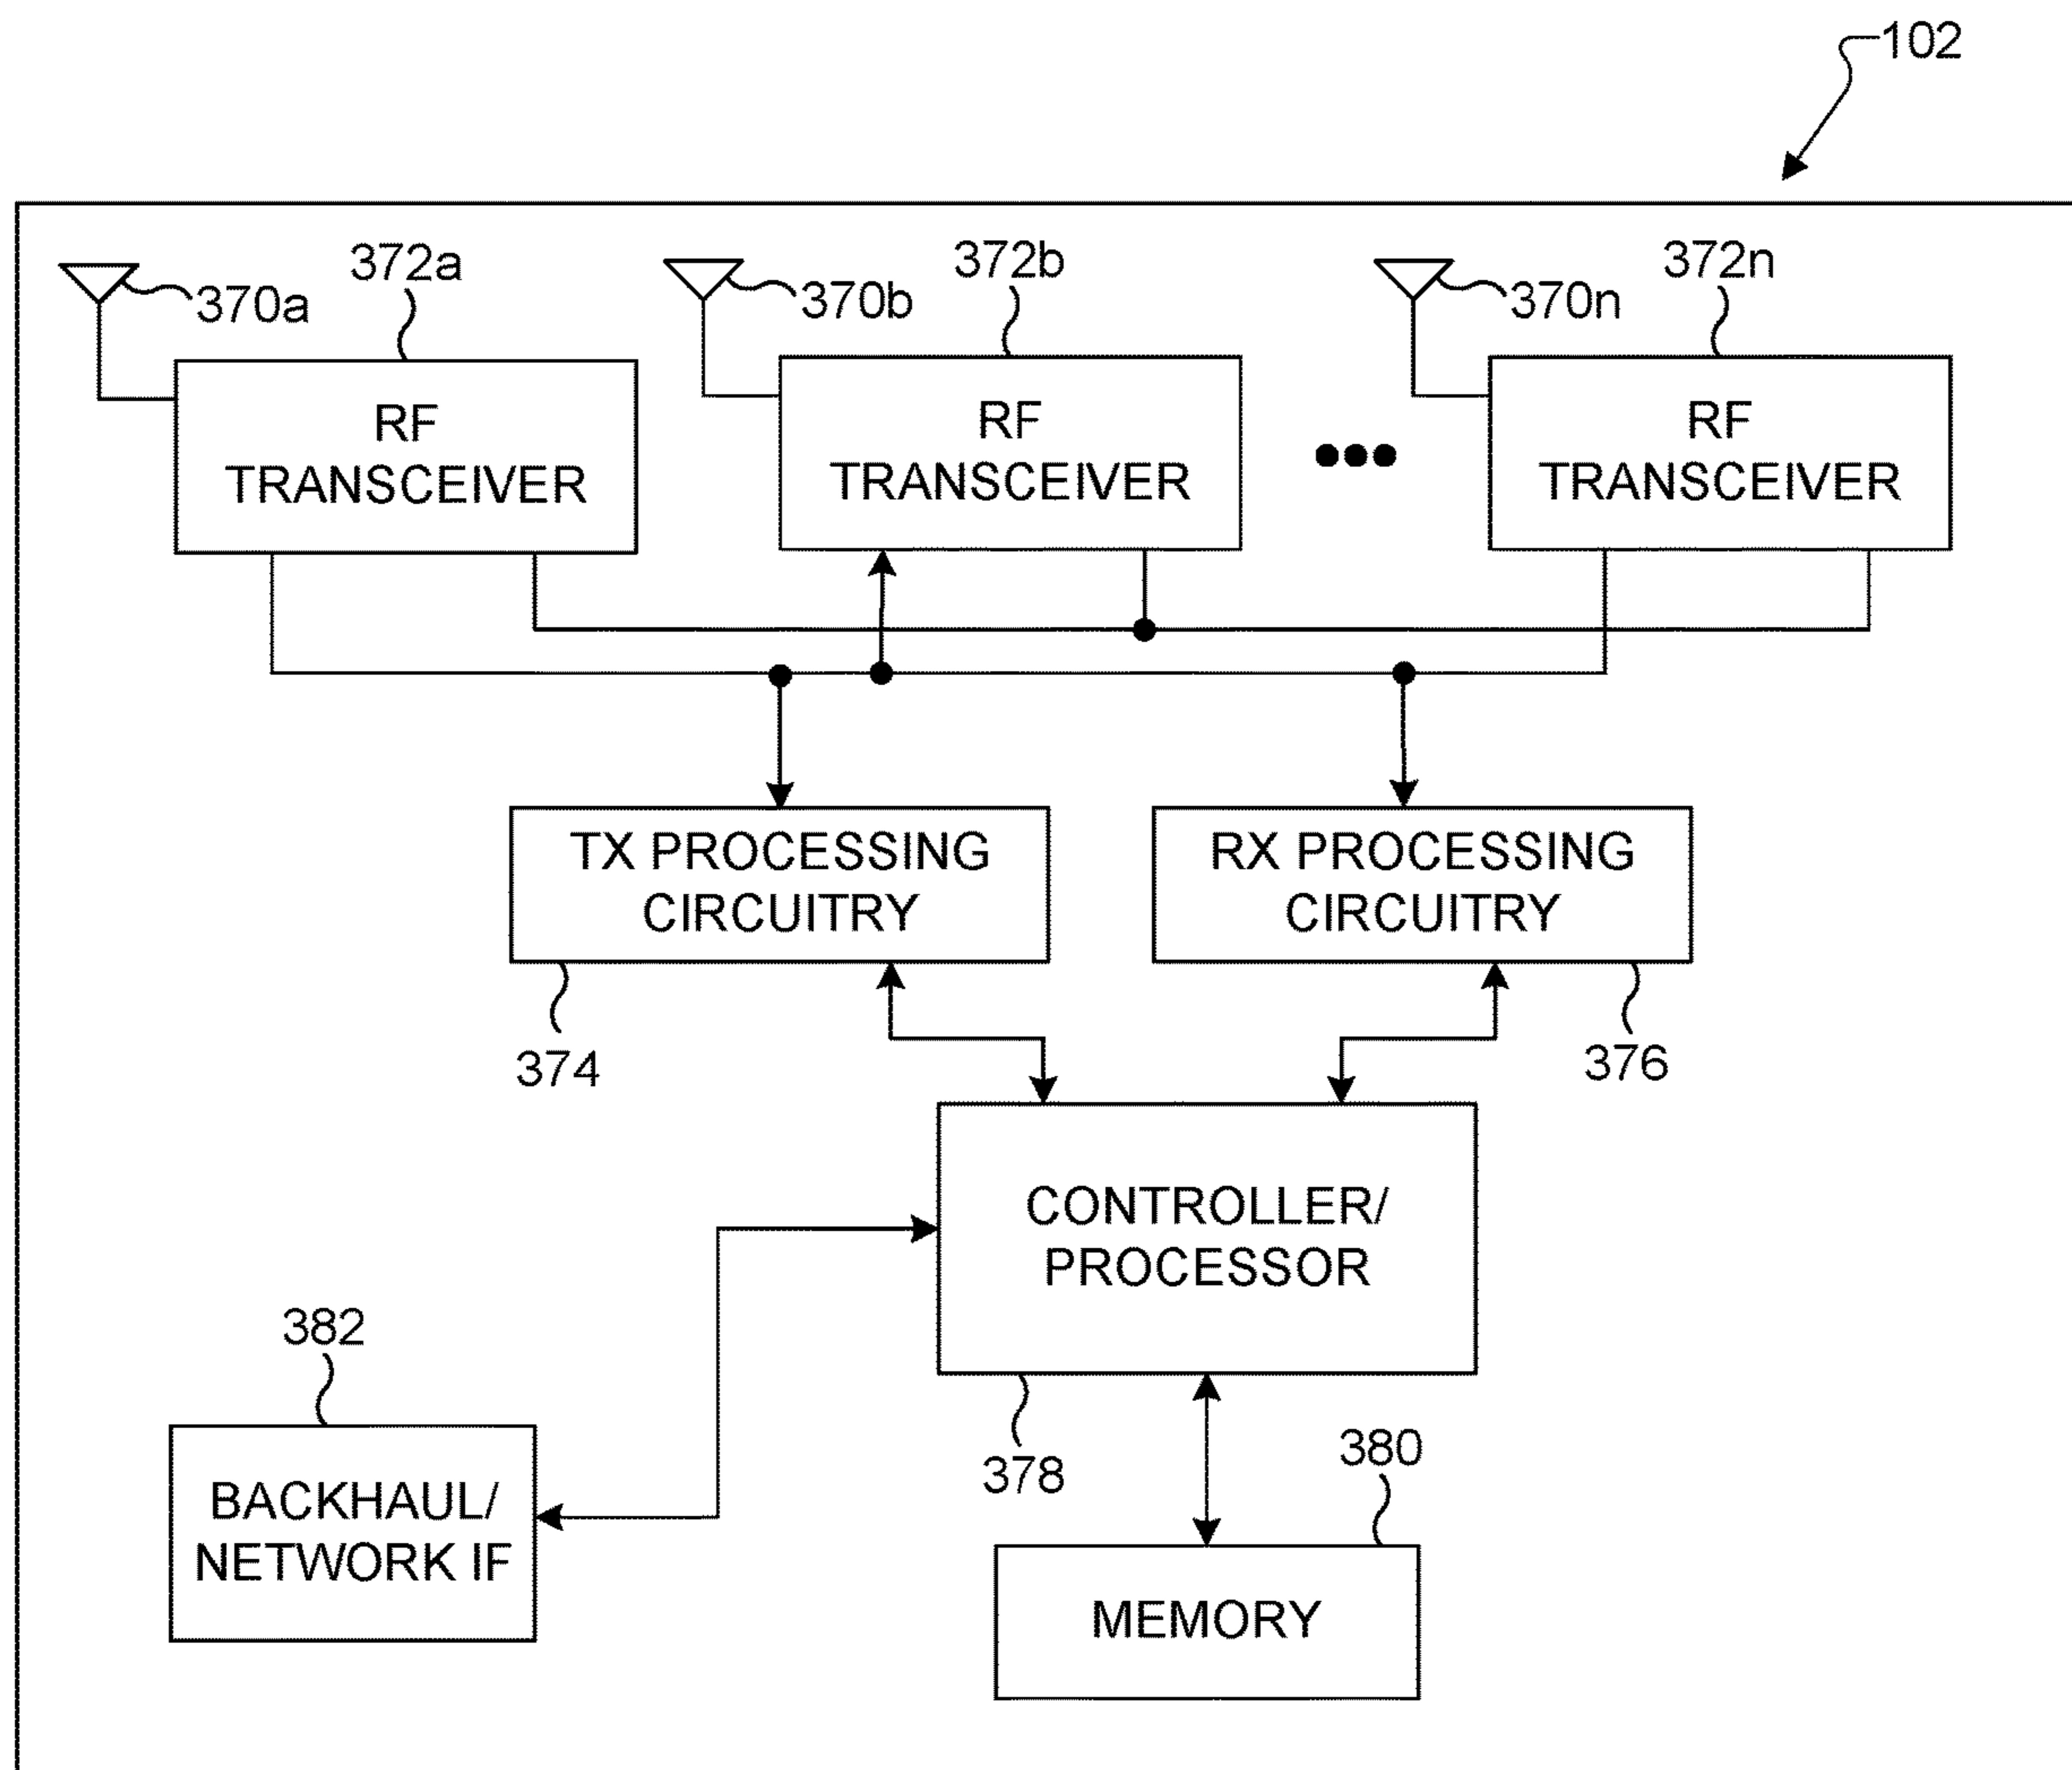 102
372a
372b
372n
370a
370b
370n
RF
TRANSCEIVER
RF
TRANSCEIVER
RF
TRANSCEIVER
TX PROCESSING
CIRCUITRY
RX PROCESSING
CIRCUITRY
374
376
CONTROLLER/
PROCESSOR
382
378
380
BACKHAUL/
NETWORK IF
MEMORY